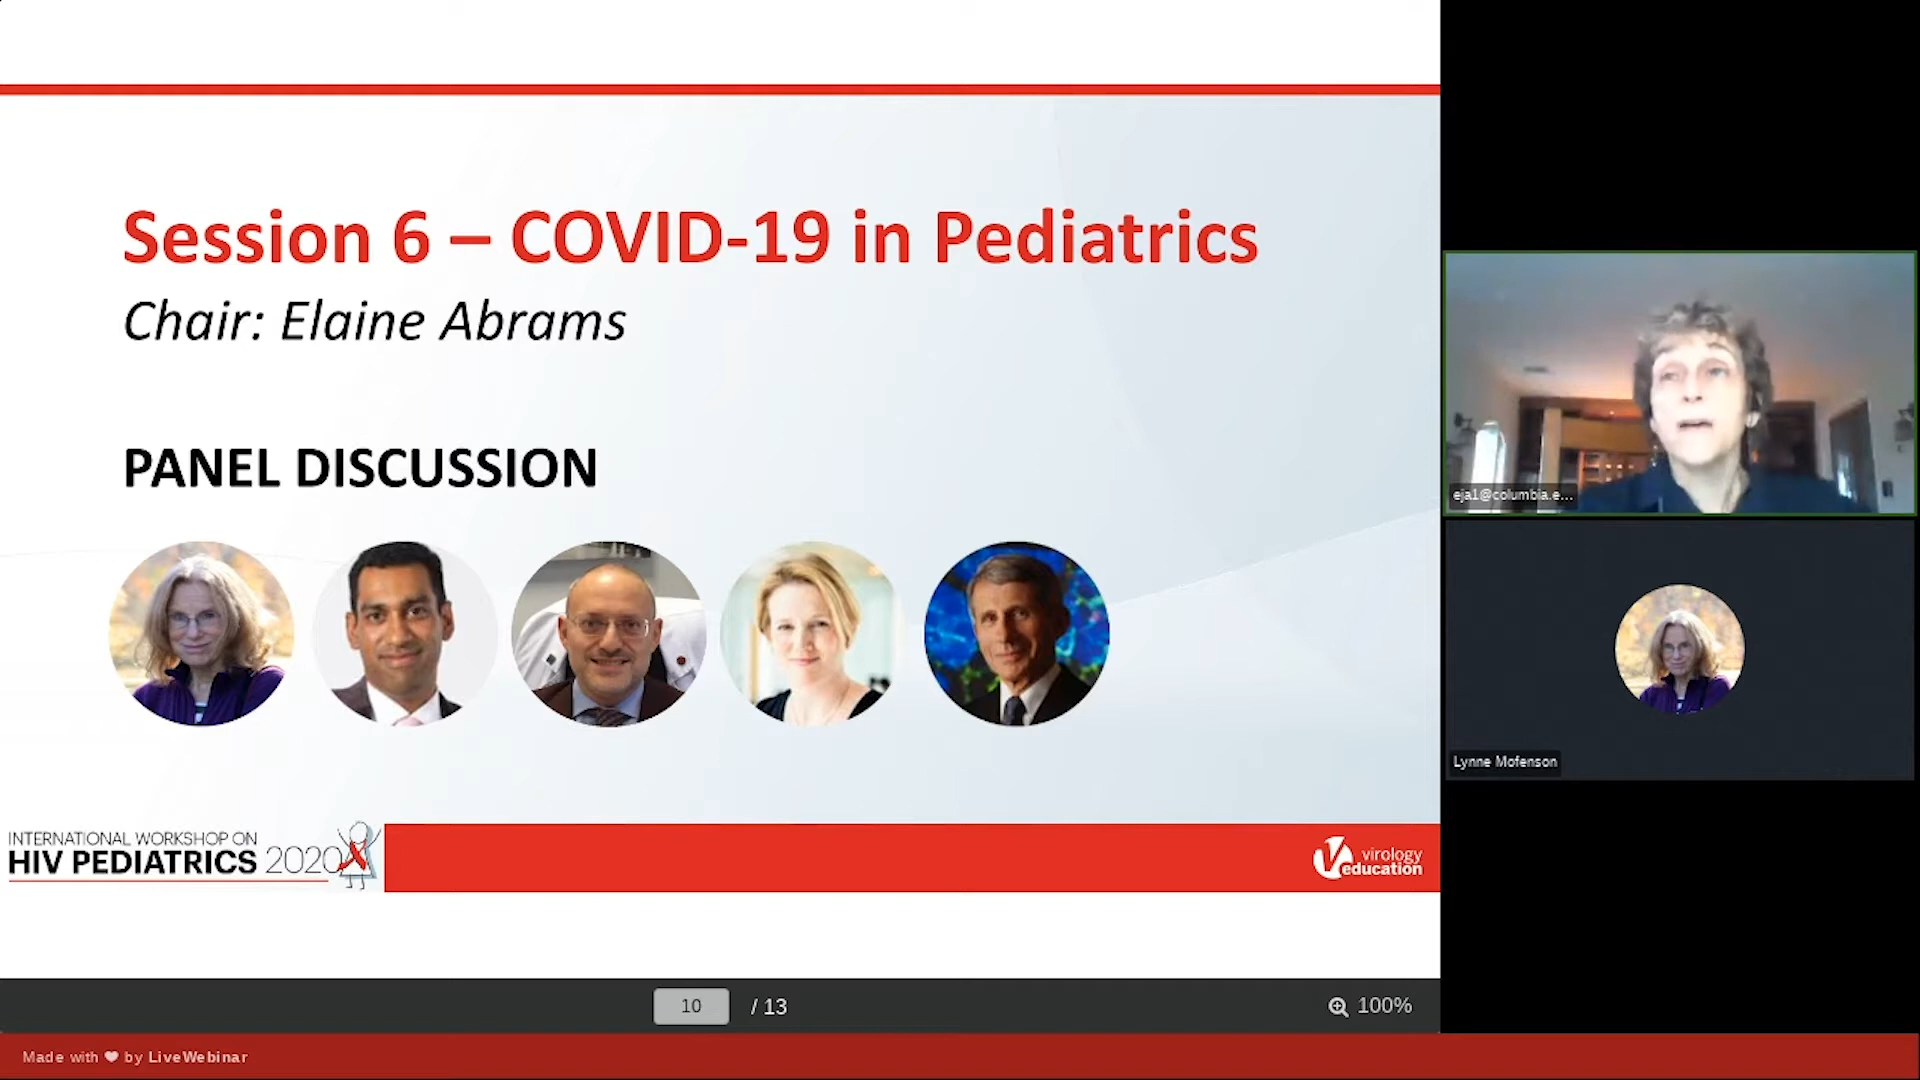 Session 6 – COVID-19 in Pediatrics
Chair: Elaine Abrams
PANEL DISCUSSION
eja1@columbia.e...
Lynne Mofenson
INTERNATIONAL WORKSHOP ON
HIV PEDIATRICS 2020
virology
education
10 / 13
100%
Made with ❤ by LiveWebinar